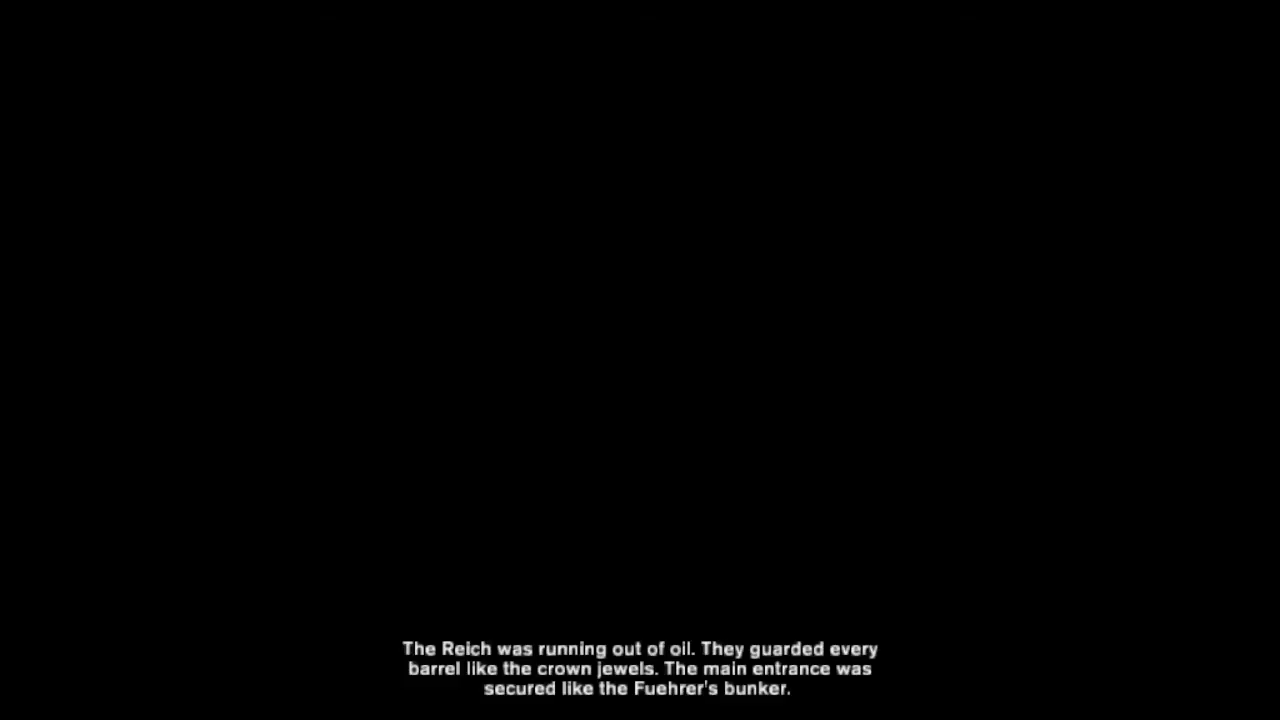 The Reich was running out of oil. They guarded every
barrel like the crown jewels. The main entrance was
secured like the Fuehrer's bunker.